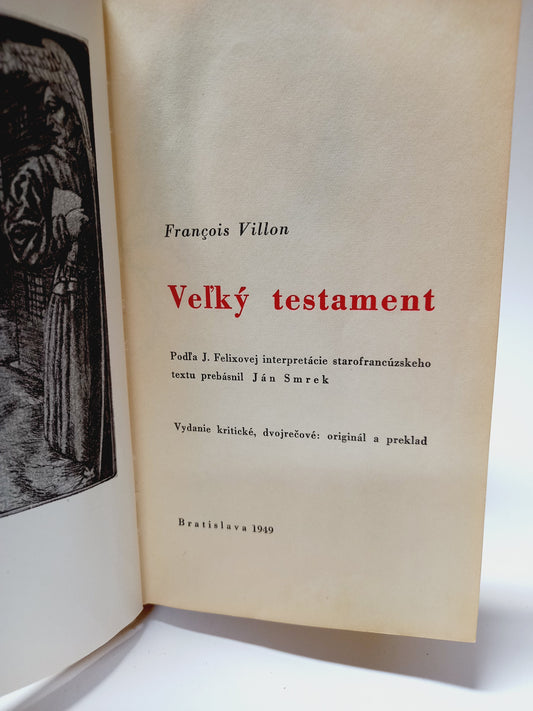 François Villon
Veľký testament
Podľa J. Felixovej interpretácie starofrancúzskeho
textu prebásnil Ján Smrek
Vydanie kritické, dvojrečové: originál a preklad
Bratislava 1949